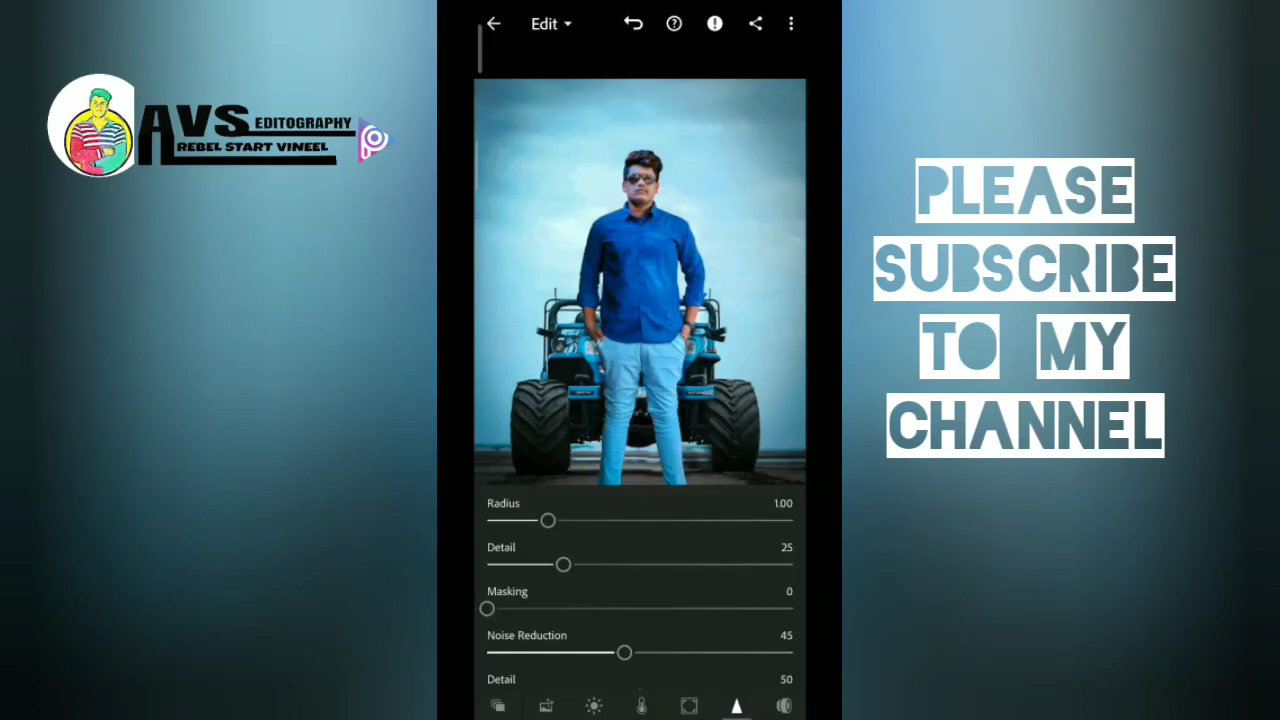 AVS EDITOGRAPHY
REBEL START VINEEL
Edit
PLEASE
SUBSCRIBE
TO MY
CHANNEL
Radius 1.00
Detail 25
Masking 0
Noise Reduction 45
Detail 50